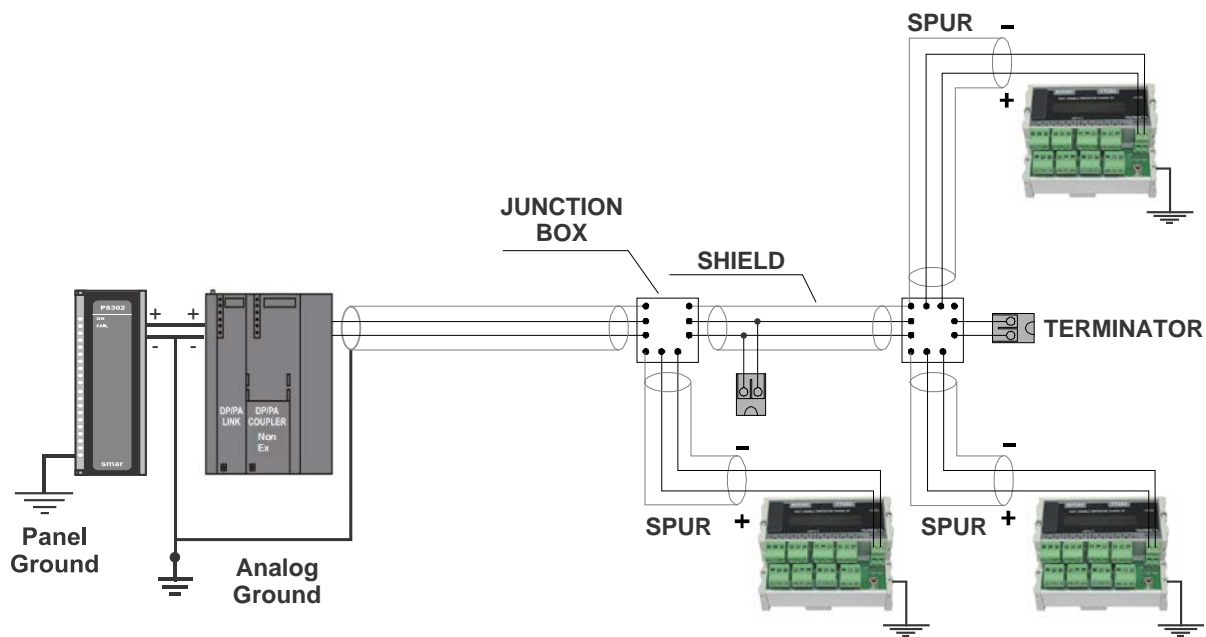 SPUR
-
+
JUNCTION
BOX
SHIELD
TERMINATOR
PS302
ON
FAIL
smar
+ +
- -
DP/PA
LINK
DP/PA
COUPLER
Non
Ex
Panel
Ground
Analog
Ground
SPUR
-
+
SPUR
-
+